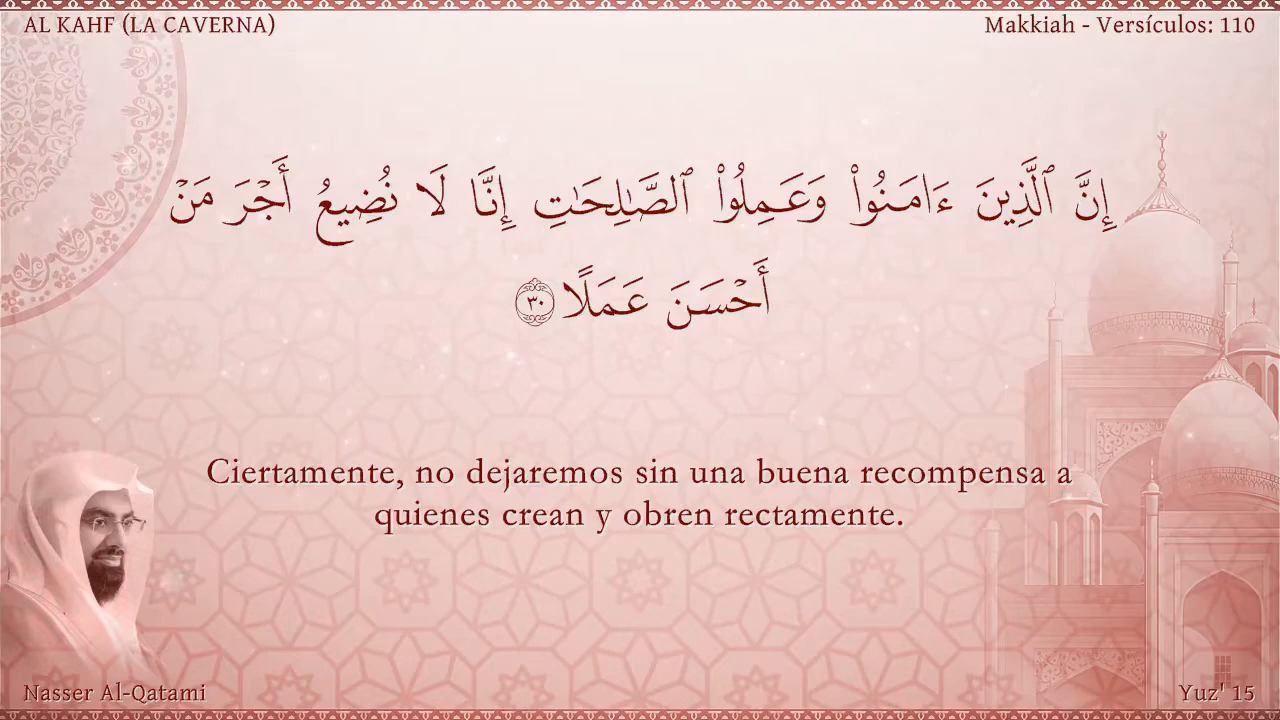 AL KAHF (LA CAVERNA)
Makkiah - Versículos: 110
إِنَّ ٱلَّذِينَ ءَامَنُوا۟ وَعَمِلُوا۟ ٱلصَّـٰلِحَـٰتِ إِنَّا لَا نُضِيعُ أَجْرَ مَنْ
أَحْسَنَ عَمَلًا ٣٠
Ciertamente, no dejaremos sin una buena recompensa a
quienes crean y obren rectamente.
Nasser Al-Qatami
Yuz' 15